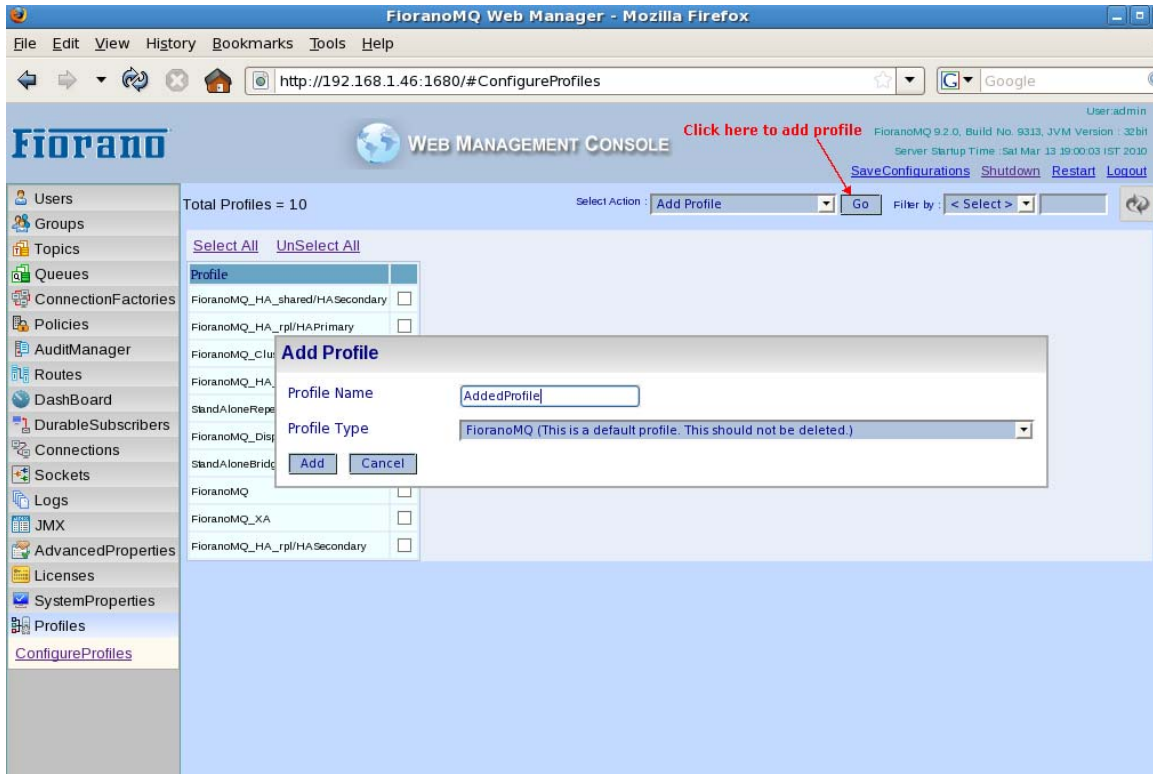 FioranoMQ Web Manager - Mozilla Firefox
File Edit View History Bookmarks Tools Help
http://192.168.1.46:1680/#ConfigureProfiles
G Google
User:admin
Fiorano
WEB MANAGEMENT CONSOLE
Click here to add profile
FioranoMQ 9.2.0, Build No. 9313, JVM Version : 32bit
Server Startup Time :Sat Mar 13 19:00:03 IST 2010
SaveConfigurations Shutdown Restart Logout
Users
Groups
Topics
Queues
ConnectionFactories
Policies
AuditManager
Routes
DashBoard
DurableSubscribers
Connections
Sockets
Logs
JMX
AdvancedProperties
Licenses
SystemProperties
Profiles
ConfigureProfiles
Total Profiles = 10
Select Action : Add Profile Go Filter by : < Select >
Select All UnSelect All
Profile
FioranoMQ_HA_shared/HASecondary
FioranoMQ_HA_rpl/HAPrimary
FioranoMQ_Clu
FioranoMQ_HA_
StandAloneRepe
FioranoMQ_Disp
StandAloneBridg
FioranoMQ
FioranoMQ_XA
FioranoMQ_HA_rpl/HASecondary
Add Profile
Profile Name AddedProfile
Profile Type FioranoMQ (This is a default profile. This should not be deleted.)
Add Cancel